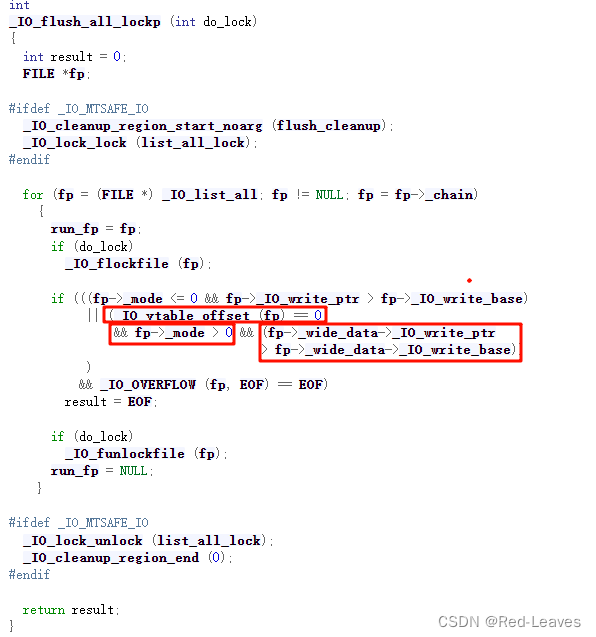 int
_IO_flush_all_lockp (int do_lock)
{
int result = 0;
FILE *fp;
#ifdef _IO_MTSAFE_IO
_IO_cleanup_region_start_noarg (flush_cleanup);
_IO_lock_lock (list_all_lock);
#endif
for (fp = (FILE *) _IO_list_all; fp != NULL; fp = fp->_chain)
{
run_fp = fp;
if (do_lock)
_IO_flockfile (fp);
if (((fp->_mode <= 0 && fp->_IO_write_ptr > fp->_IO_write_base)
|| (_IO_vtable_offset (fp) == 0
&& fp->_mode > 0 && (fp->_wide_data->_IO_write_ptr
> fp->_wide_data->_IO_write_base)
)
&& _IO_OVERFLOW (fp, EOF) == EOF)
result = EOF;
if (do_lock)
_IO_funlockfile (fp);
run_fp = NULL;
}
#ifdef _IO_MTSAFE_IO
_IO_lock_unlock (list_all_lock);
_IO_cleanup_region_end (0);
#endif
return result;
}
CSDN @Red-Leaves